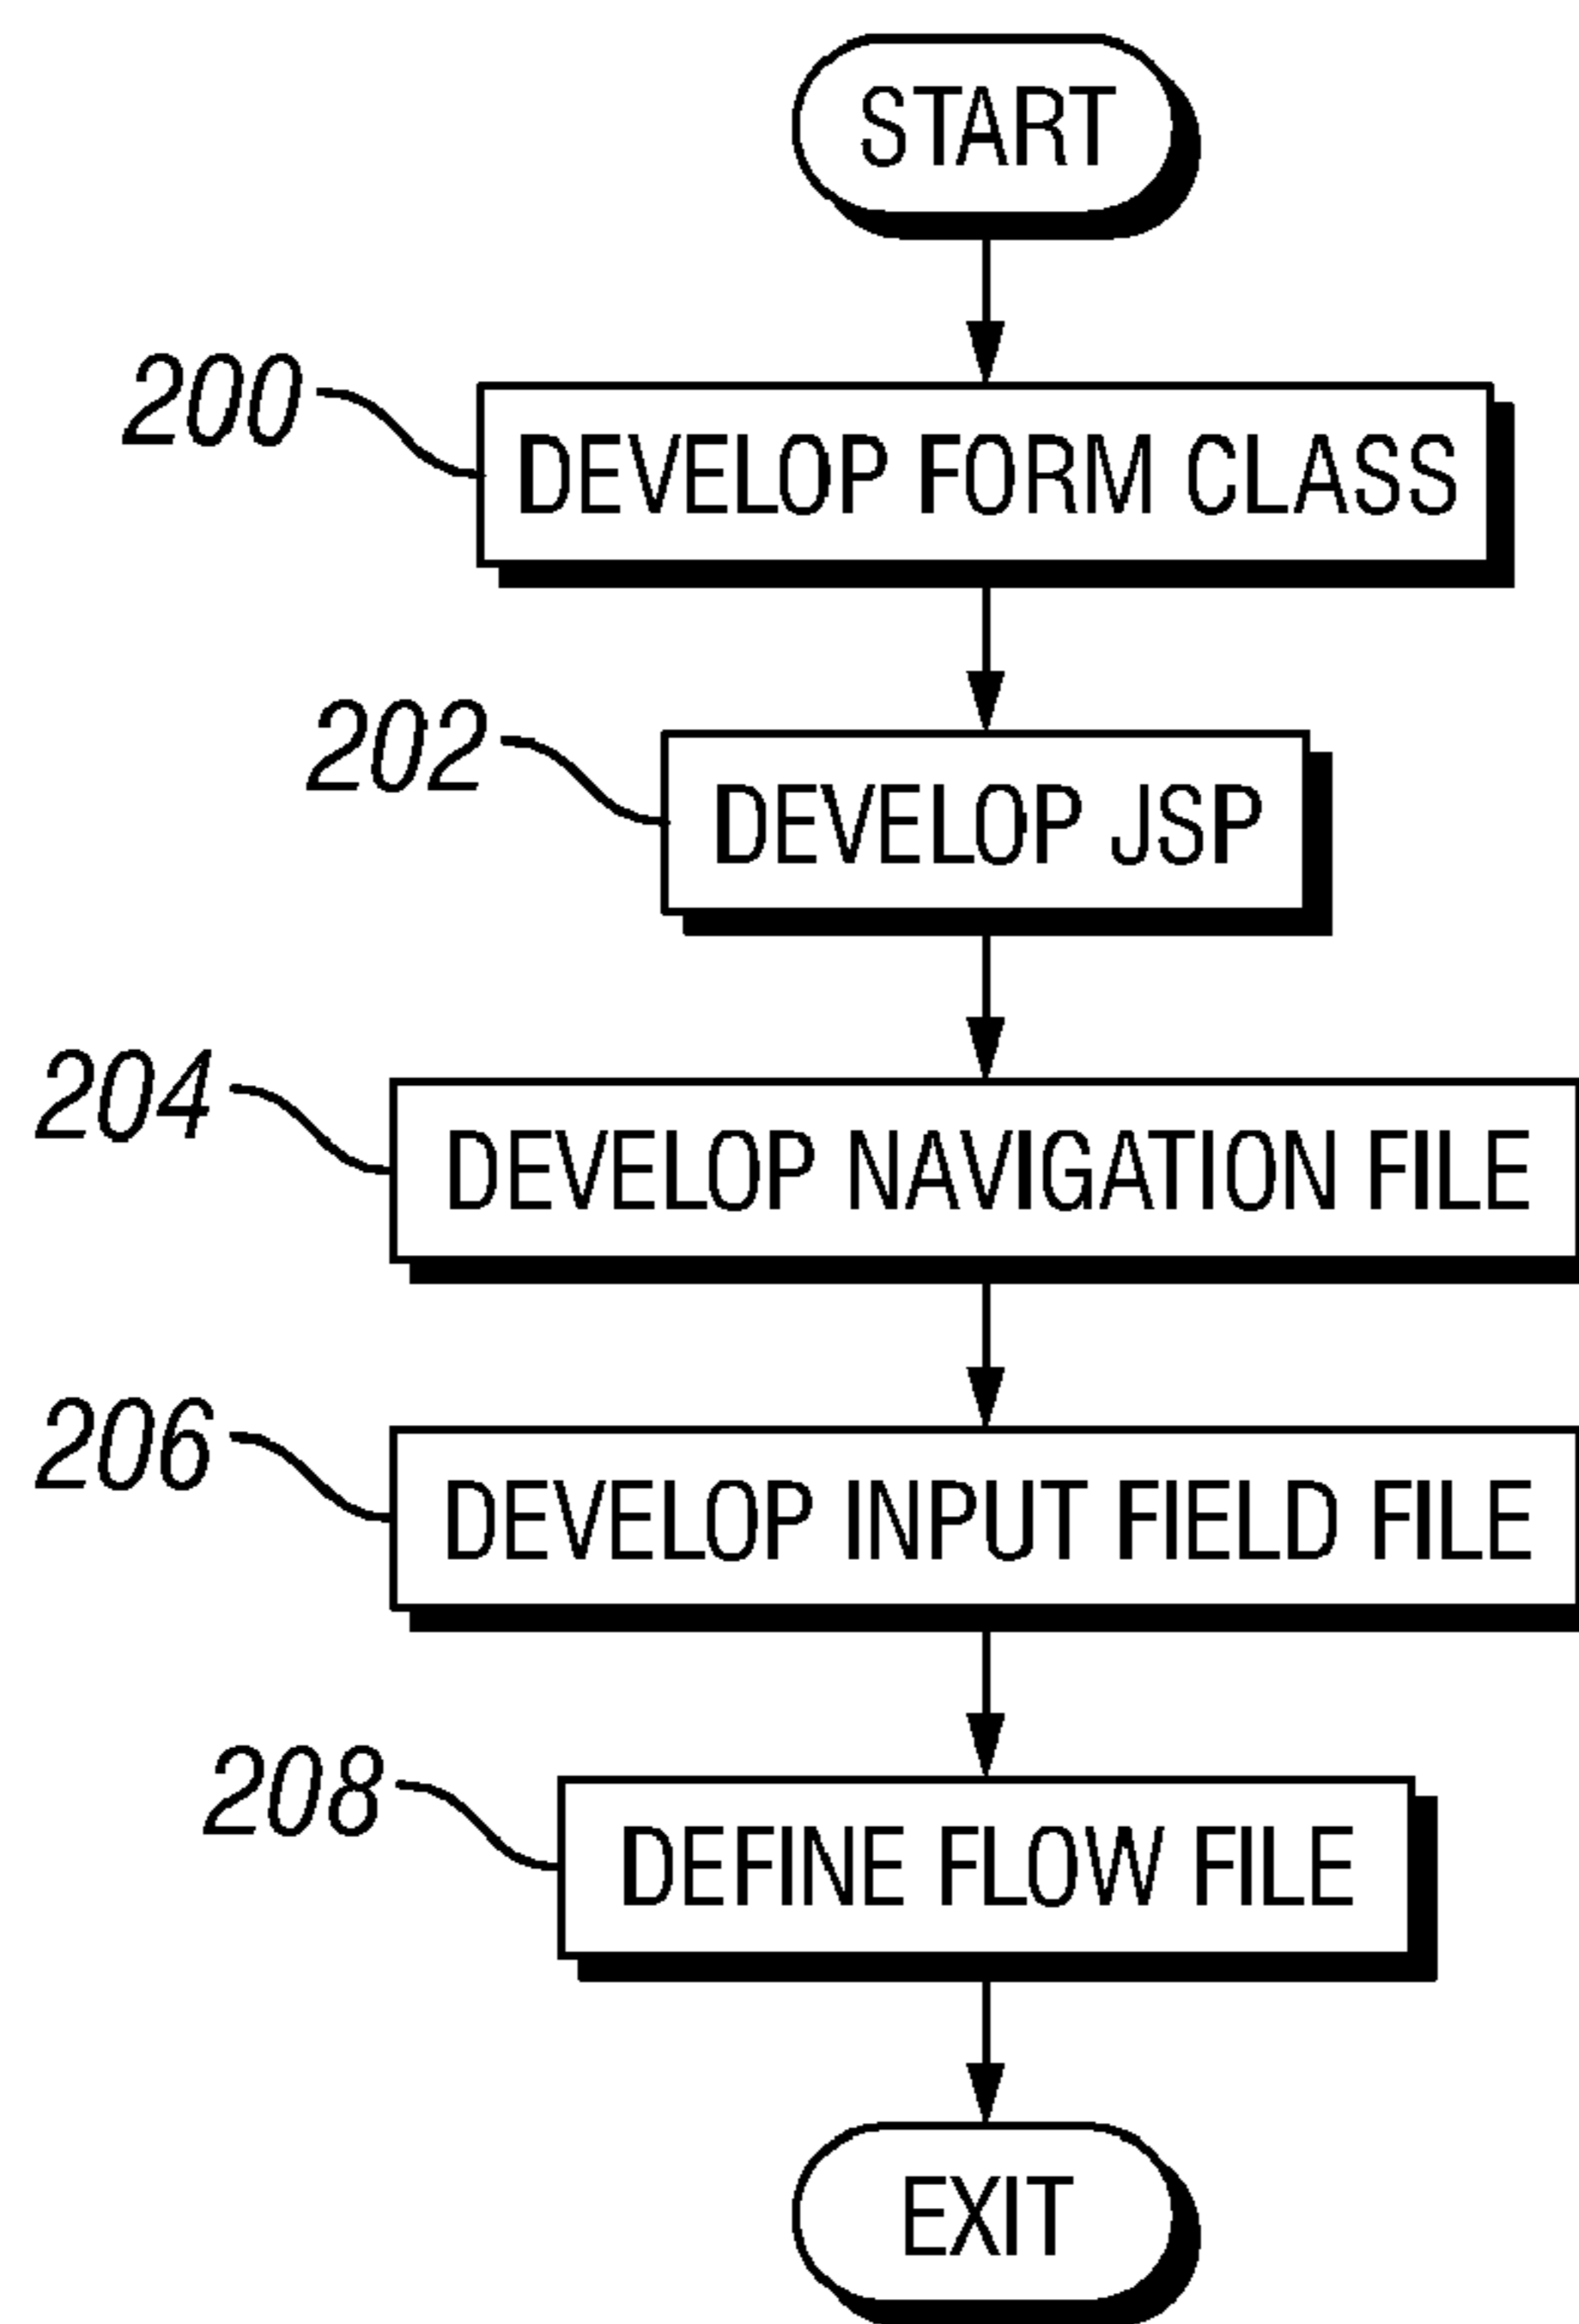 START
200
DEVELOP FORM CLASS
202
DEVELOP JSP
204
DEVELOP NAVIGATION FILE
206
DEVELOP INPUT FIELD FILE
208
DEFINE FLOW FILE
EXIT